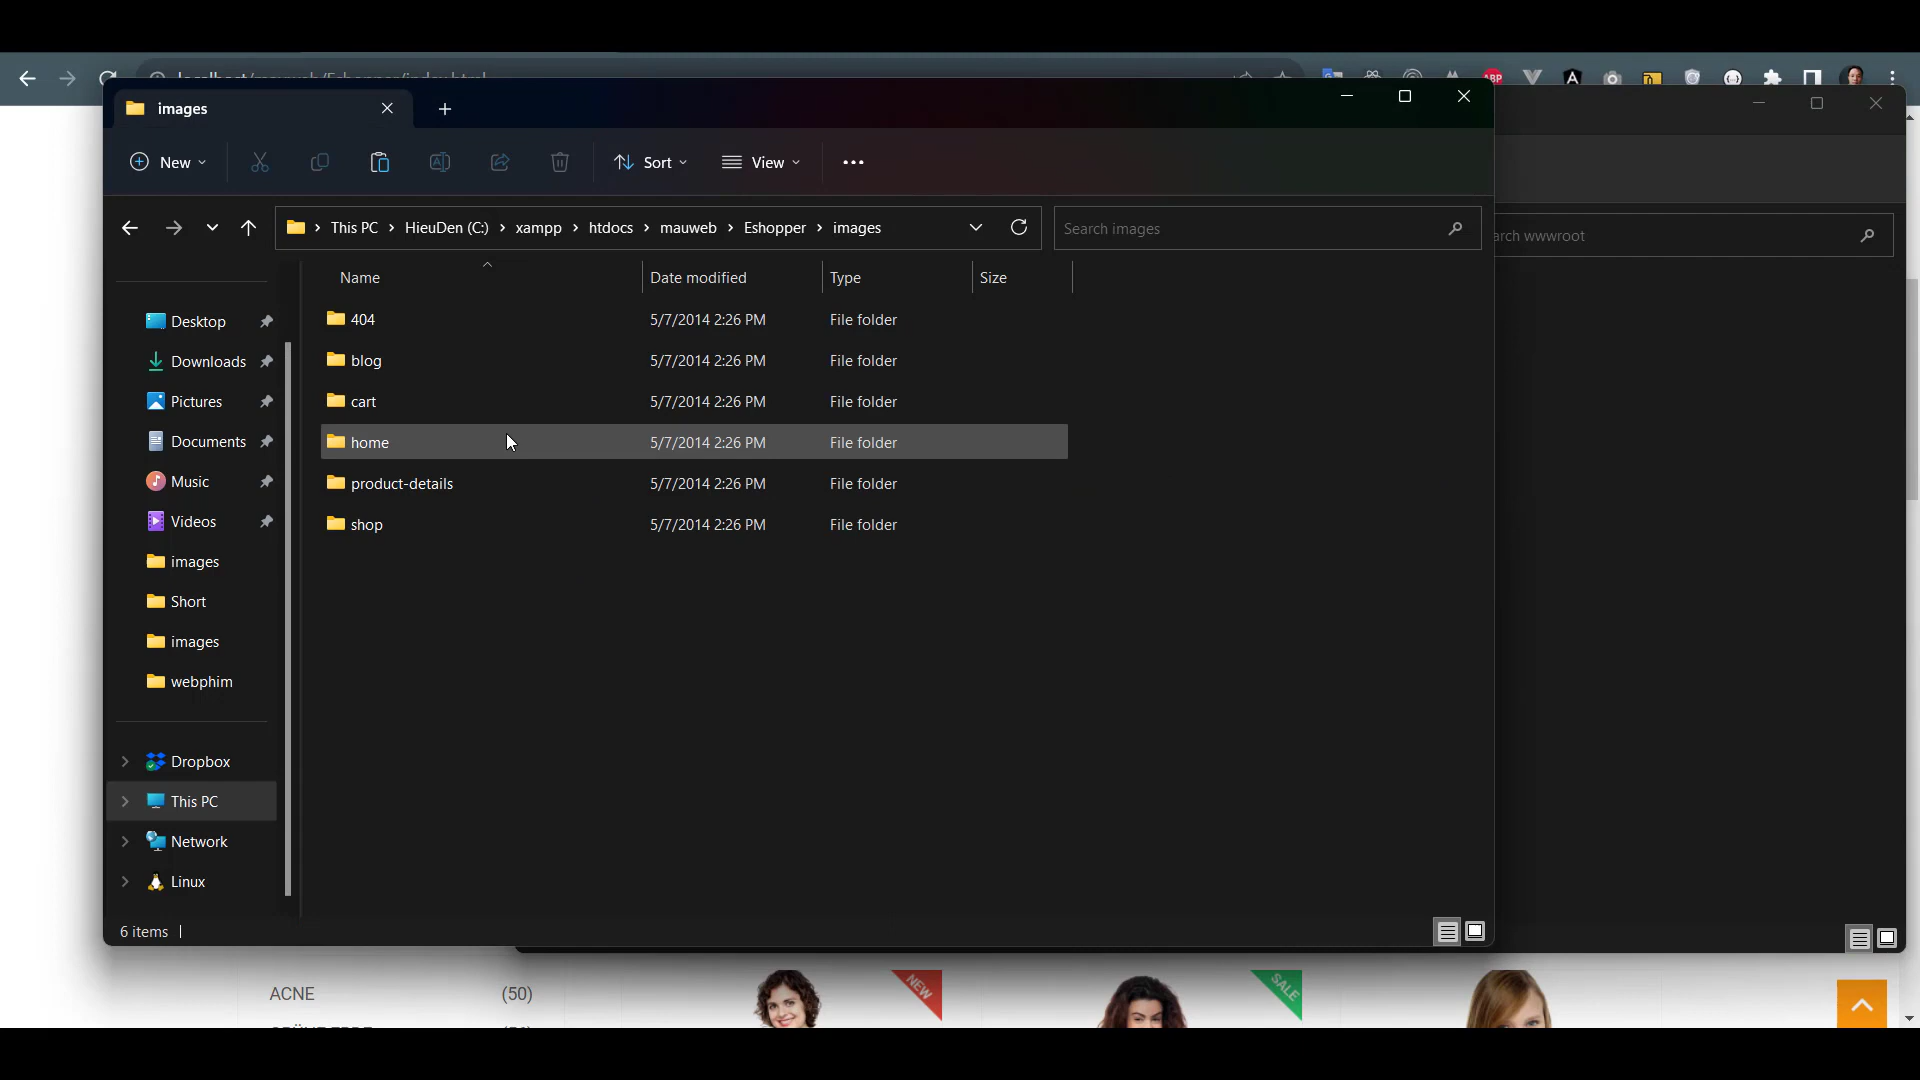 images
New
Sort
View
This PC
HieuDen (C:)
xampp
htdocs
mauweb
Eshopper
images
Search images
arch wwwroot
ABP
Name
Date modified
Type
Size
404 5/7/2014 2:26 PM File folder
blog 5/7/2014 2:26 PM File folder
cart 5/7/2014 2:26 PM File folder
home 5/7/2014 2:26 PM File folder
product-details 5/7/2014 2:26 PM File folder
shop 5/7/2014 2:26 PM File folder
Desktop
Downloads
Pictures
Documents
Music
Videos
images
Short
images
webphim
Dropbox
This PC
Network
Linux
6 items
ACNE (50)
NEW
SALE